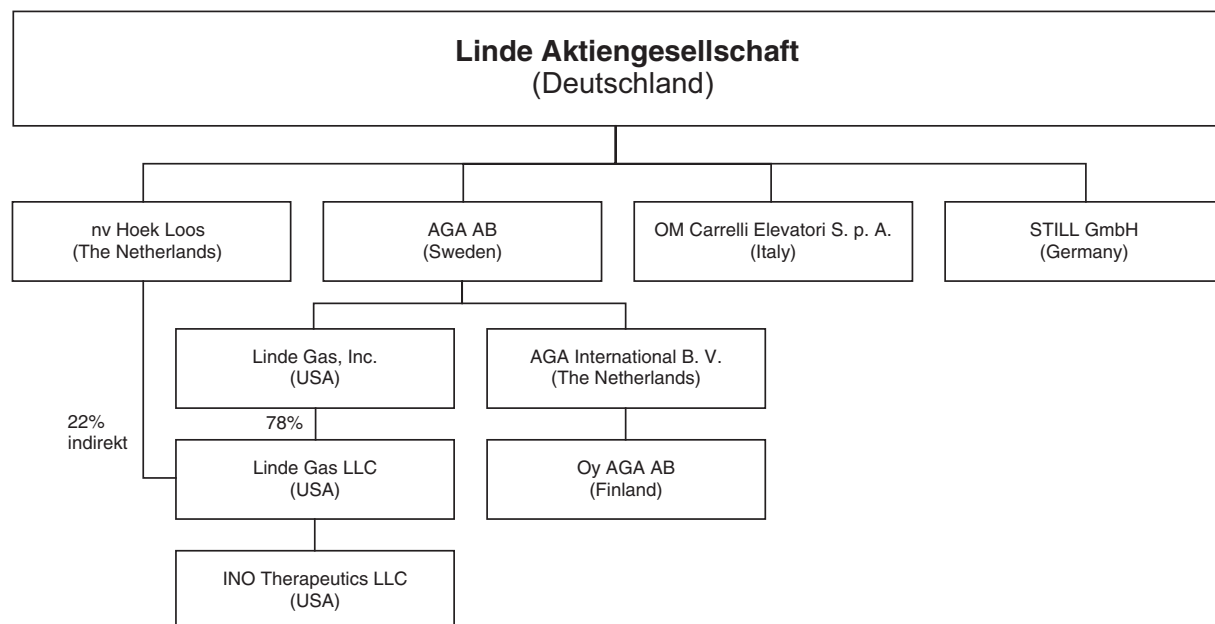 Linde Aktiengesellschaft
(Deutschland)
nv Hoek Loos
(The Netherlands)
AGA AB
(Sweden)
OM Carrelli Elevatori S. p. A.
(Italy)
STILL GmbH
(Germany)
Linde Gas, Inc.
(USA)
AGA International B. V.
(The Netherlands)
22%
indirekt
78%
Linde Gas LLC
(USA)
Oy AGA AB
(Finland)
INO Therapeutics LLC
(USA)